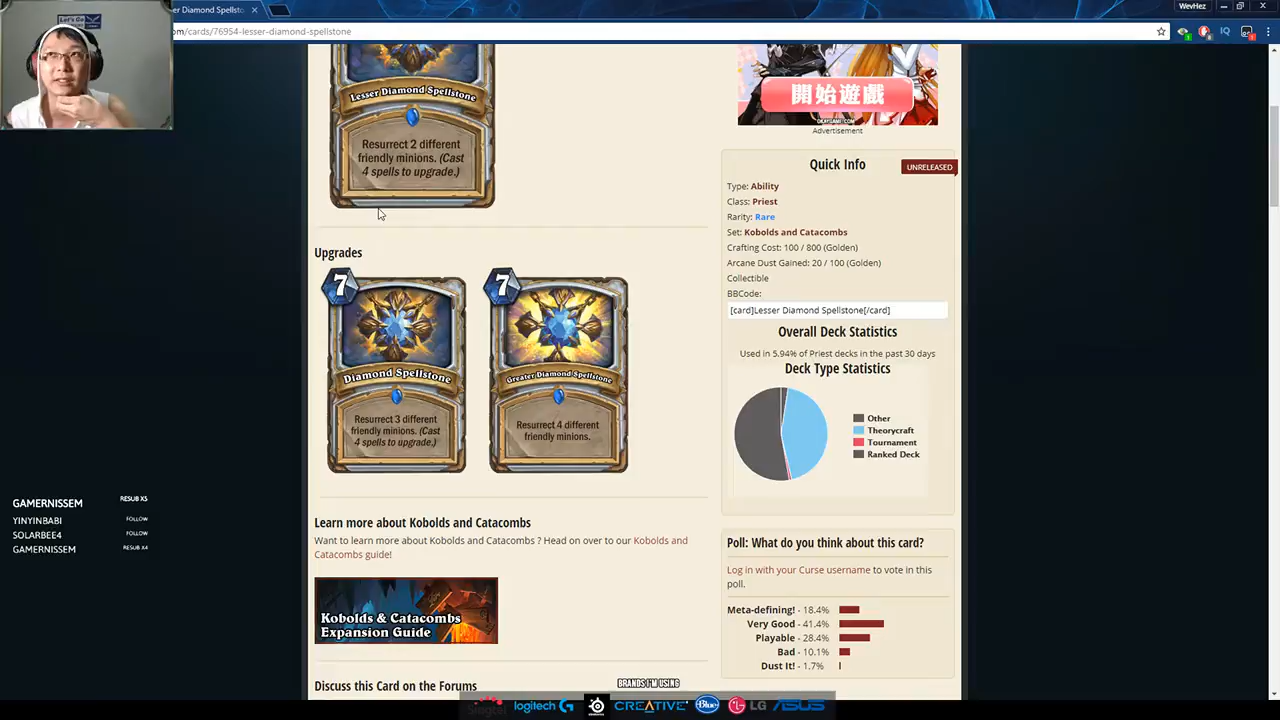 er Diamond Spellsto
WevHez
om/cards/76954-lesser-diamond-spellstone
Let's Go
Lesser Diamond Spellstone
Resurrect 2 different
friendly minions. (Cast
4 spells to upgrade.)
開始遊戲
OKAYGAME.COM
Advertisement
Quick Info
UNRELEASED
Type: Ability
Class: Priest
Rarity: Rare
Set: Kobolds and Catacombs
Crafting Cost: 100 / 800 (Golden)
Arcane Dust Gained: 20 / 100 (Golden)
Collectible
BBCode:
[card]Lesser Diamond Spellstone[/card]
Overall Deck Statistics
Used in 5.94% of Priest decks in the past 30 days
Deck Type Statistics
Other
Theorycraft
Tournament
Ranked Deck
Upgrades
7
Diamond Spellstone
Resurrect 3 different
friendly minions. (Cast
4 spells to upgrade.)
7
Greater Diamond Spellstone
Resurrect 4 different
friendly minions.
GAMERNISSEM RESUB X5
YINYINBABI FOLLOW
SOLARBEE4 FOLLOW
GAMERNISSEM RESUB X4
Learn more about Kobolds and Catacombs
Want to learn more about Kobolds and Catacombs ? Head on over to our Kobolds and
Catacombs guide!
Kobolds & Catacombs
Expansion Guide
Poll: What do you think about this card?
Log in with your Curse username to vote in this
poll.
Meta-defining! - 18.4%
Very Good - 41.4%
Playable - 28.4%
Bad - 10.1%
Dust It! - 1.7%
Discuss this Card on the Forums
BRANDS I'M USING
logitech G
CREATIVE
Blue
LG
ASUS